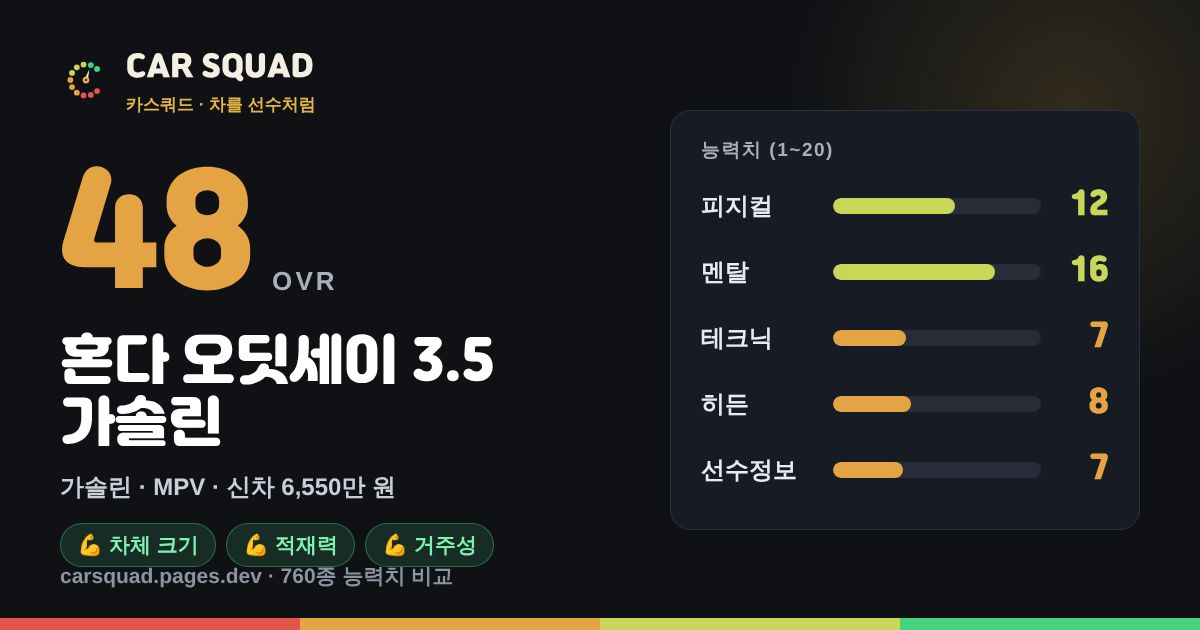 CAR SQUAD
카스쿼드 · 차를 선수처럼
48 OVR
혼다 오딧세이 3.5
가솔린
가솔린 · MPV · 신차 6,550만 원
💪 차체 크기 💪 적재력 💪 거주성
carsquad.pages.dev · 760종 능력치 비교
능력치 (1~20)
피지컬 12
멘탈 16
테크닉 7
히든 8
선수정보 7